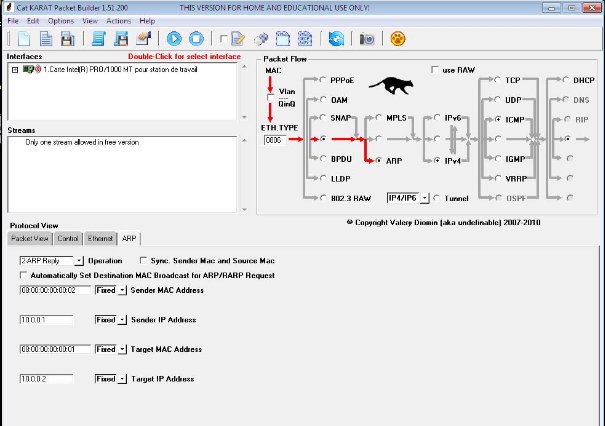 Cat KARAT Packet Builder 1.51.200 THIS VERSION FOR HOME AND EDUCATIONAL USE ONLY!
File Edit Options View Actions Help
Interfaces Double-Click for select interface
1.Carte Intel(R) PRO/1000 MT pour station de travail
Streams
Only one stream allowed in free version
Packet Flow
MAC
Vlan
QinQ
ETH.TYPE
0806
use RAW
PPPoE TCP DHCP
OAM UDP DNS
SNAP MPLS IPv6 ICMP RIP
BPDU ARP IPv4 IGMP
LLDP VRRP
802.3 RAW IP4/IP6 Tunnel OSPF
© Copyright Valery Diomin (aka undefinable) 2007-2010
Protocol View
Packet View Control Ethernet ARP
2-ARP Reply Operation Sync. Sender Mac and Source Mac
Automatically Set Destination MAC Broadcast for ARP/RARP Request
08:00:00:00:00:02 Fixed Sender MAC Address
10.0.0.1 Fixed Sender IP Address
08:00:00:00:00:01 Fixed Target MAC Address
10.0.0.2 Fixed Target IP Address